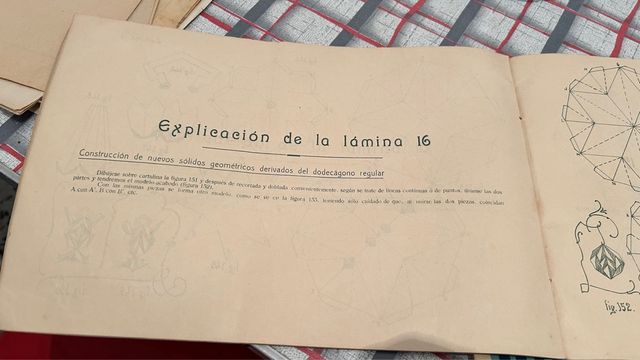 Explicación de la lámina 16
Construcción de nuevos sólidos geométricos derivados del dodecágono regular
Dibújese sobre cartulina la figura 151 y después de recortada y doblada convenientemente, según se trate de líneas continuas ó de puntos, únanse las dos
partes y tendremos el modelo acabado (figura 152).
Con las mismas piezas se forma otro modelo, como se ve en la figura 153, teniendo sólo cuidado de que, al unirse las dos piezas, coincidan
A con A', B con B', etc.
fig. 152.